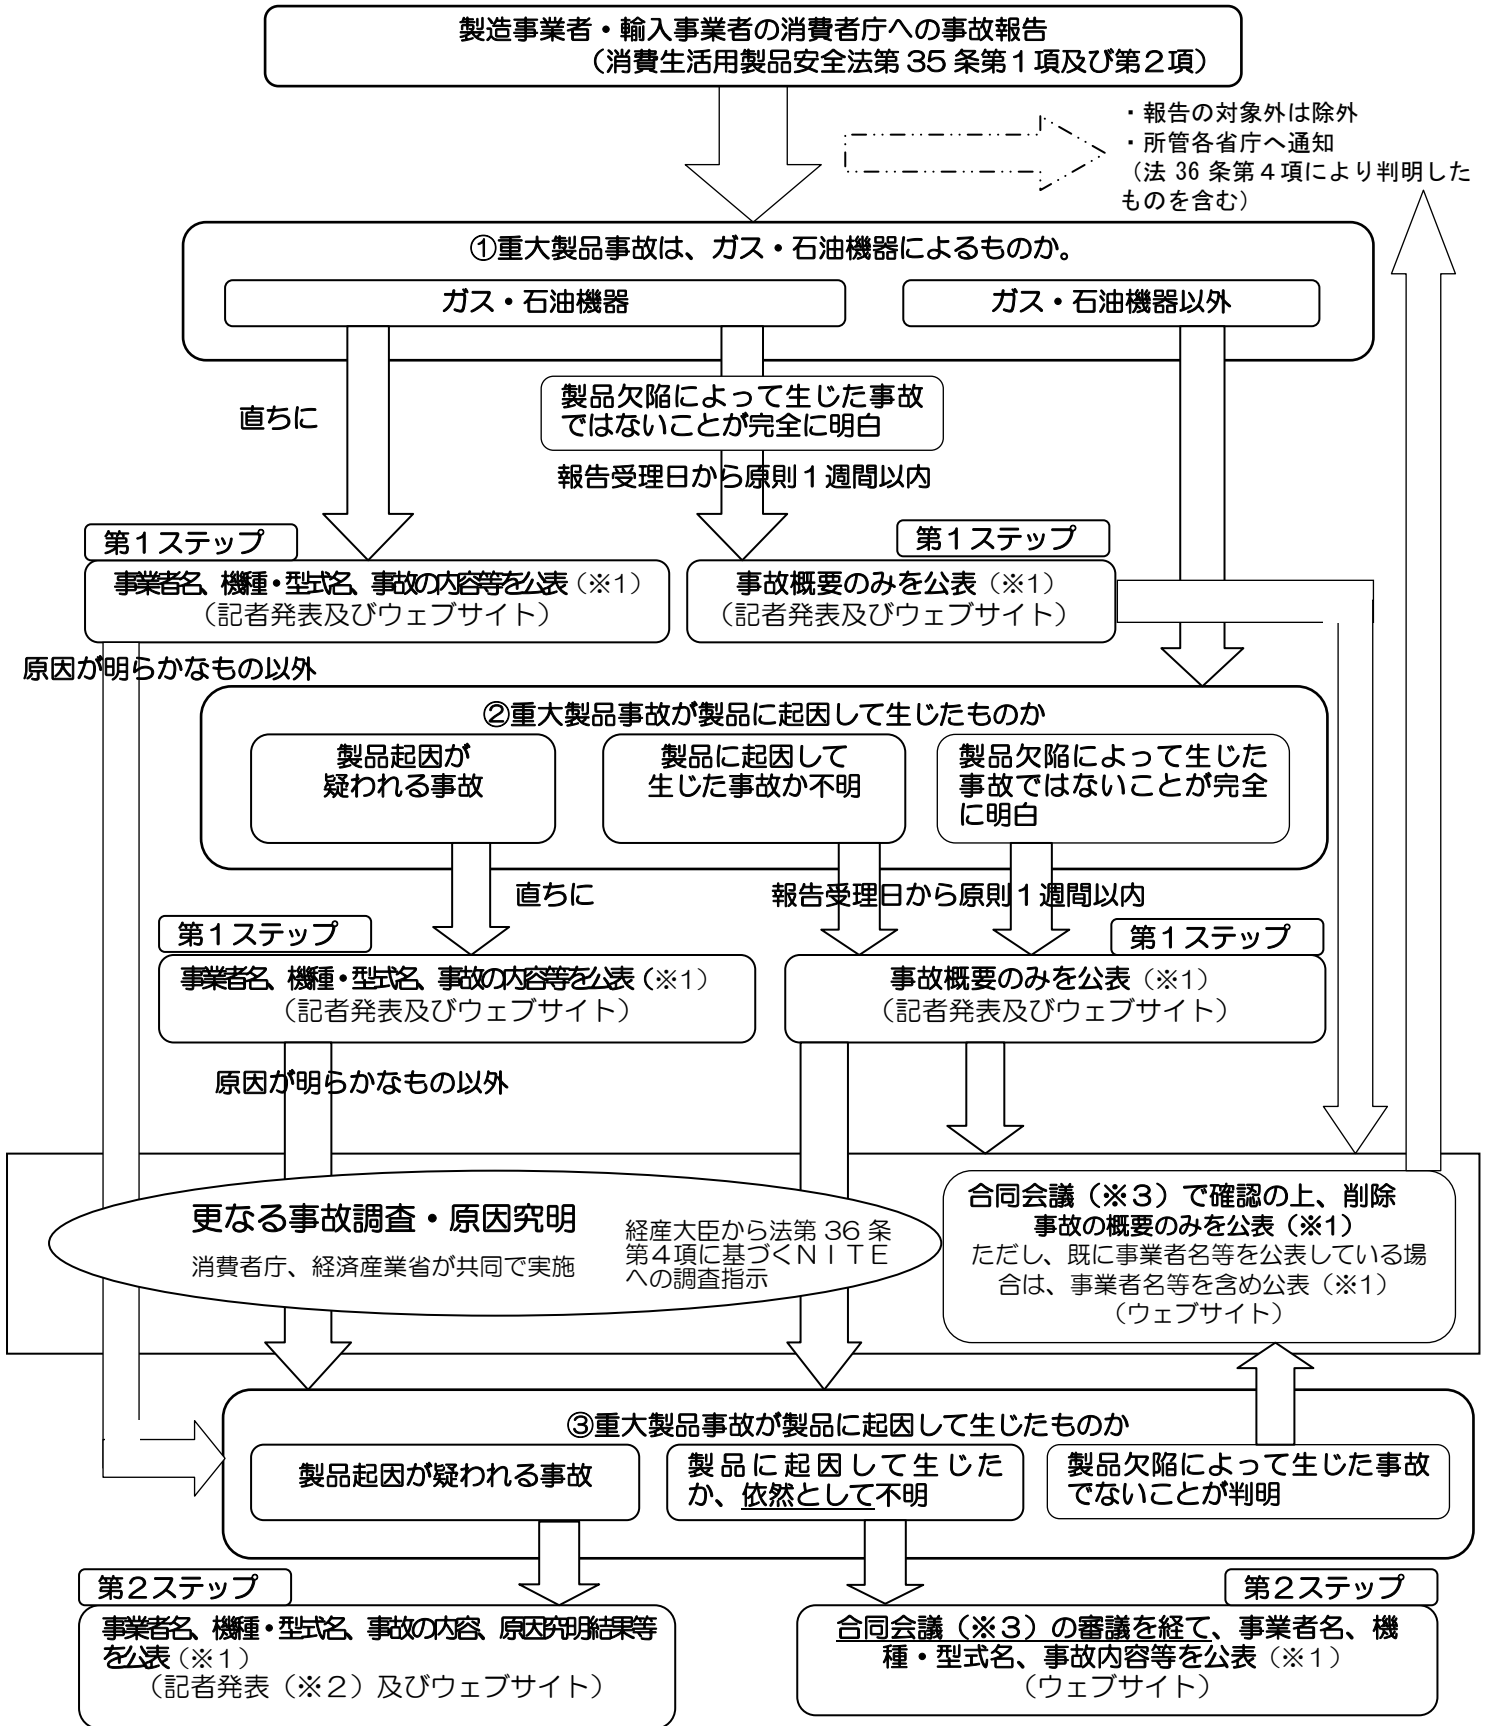 製造事業者・輸入事業者の消費者庁への事故報告
（消費生活用製品安全法第 35 条第１項及び第２項）
・報告の対象外は除外
・所管各省庁へ通知
（法 36 条第４項により判明した
ものを含む）
①重大製品事故は、ガス・石油機器によるものか。
ガス・石油機器
ガス・石油機器以外
直ちに
製品欠陥によって生じた事故
ではないことが完全に明白
報告受理日から原則１週間以内
第１ステップ
事業者名、機種・型式名、事故の内容等を公表（※1）
（記者発表及びウェブサイト）
第１ステップ
事故概要のみを公表（※1）
（記者発表及びウェブサイト）
原因が明らかなもの以外
②重大製品事故が製品に起因して生じたものか
製品起因が
疑われる事故
製品に起因して
生じた事故か不明
製品欠陥によって生じた
事故ではないことが完全
に明白
直ちに
報告受理日から原則１週間以内
第１ステップ
事業者名、機種・型式名、事故の内容等を公表（※1）
（記者発表及びウェブサイト）
第１ステップ
事故概要のみを公表（※1）
（記者発表及びウェブサイト）
原因が明らかなもの以外
更なる事故調査・原因究明
消費者庁、経済産業省が共同で実施
経産大臣から法第 36 条
第４項に基づくＮＩＴＥ
への調査指示
合同会議（※３）で確認の上、削除
事故の概要のみを公表（※1）
ただし、既に事業者名等を公表している場
合は、事業者名等を含め公表（※1）
（ウェブサイト）
③重大製品事故が製品に起因して生じたものか
製品起因が疑われる事故
製品に起因して生じた
か、依然として不明
製品欠陥によって生じた事故
でないことが判明
第２ステップ
事業者名、機種・型式名、事故の内容、原因究明結果等
を公表（※１）
（記者発表（※２）及びウェブサイト）
第２ステップ
合同会議（※３）の審議を経て、事業者名、機
種・型式名、事故内容等を公表（※１）
（ウェブサイト）